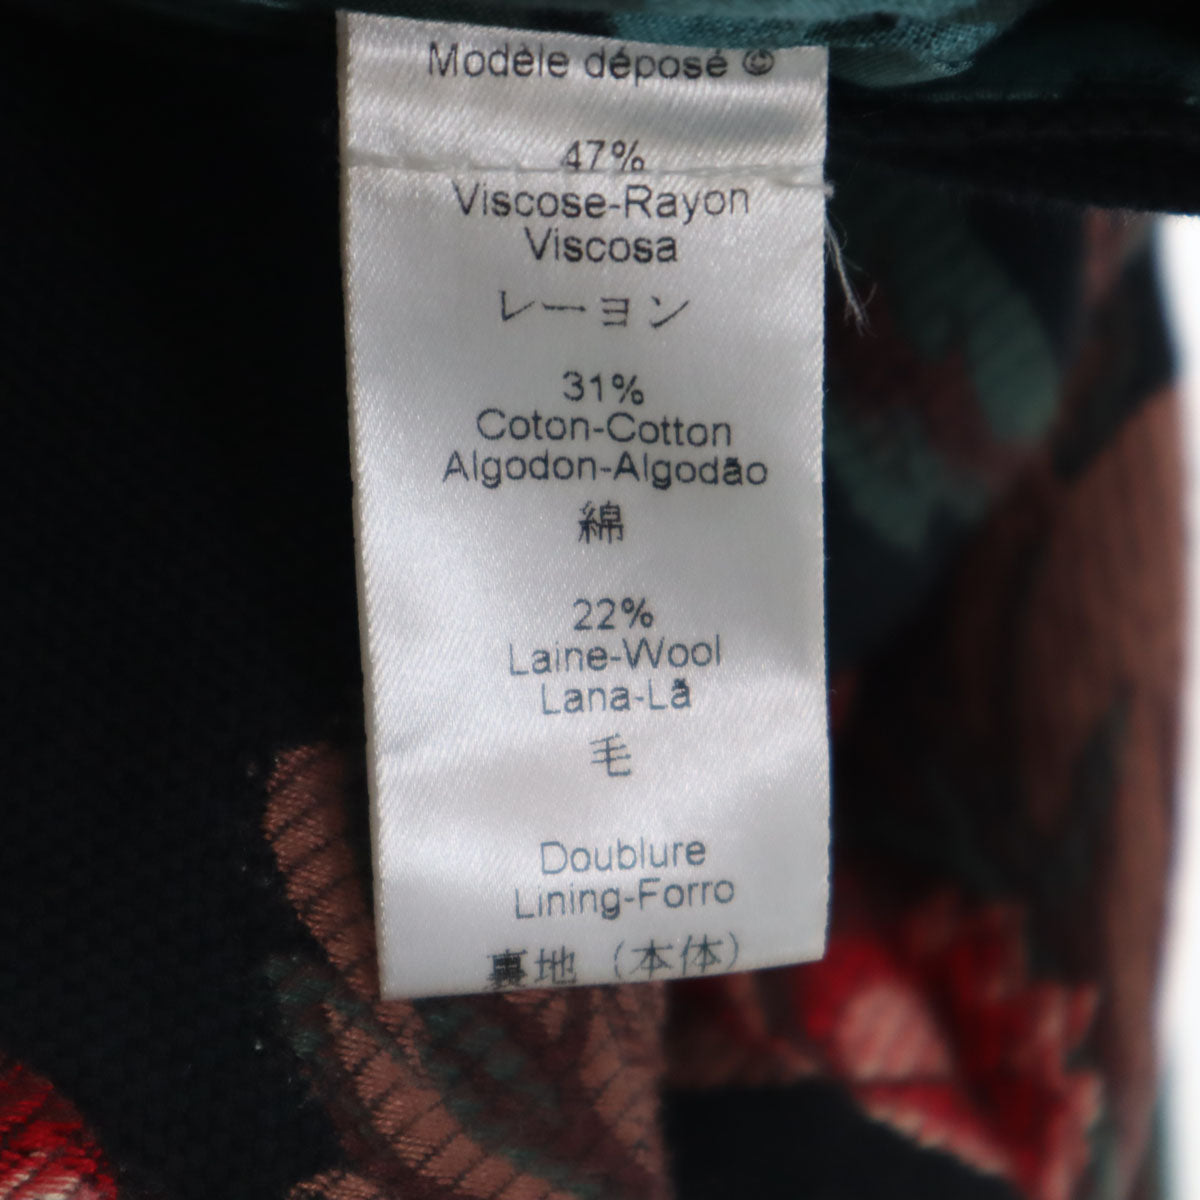 Modèle déposé ©
47%
Viscose-Rayon
Viscosa
レーヨン
31%
Coton-Cotton
Algodon-Algodão
綿
22%
Laine-Wool
Lana-Lã
毛
Doublure
Lining-Forro
裏地（本体）